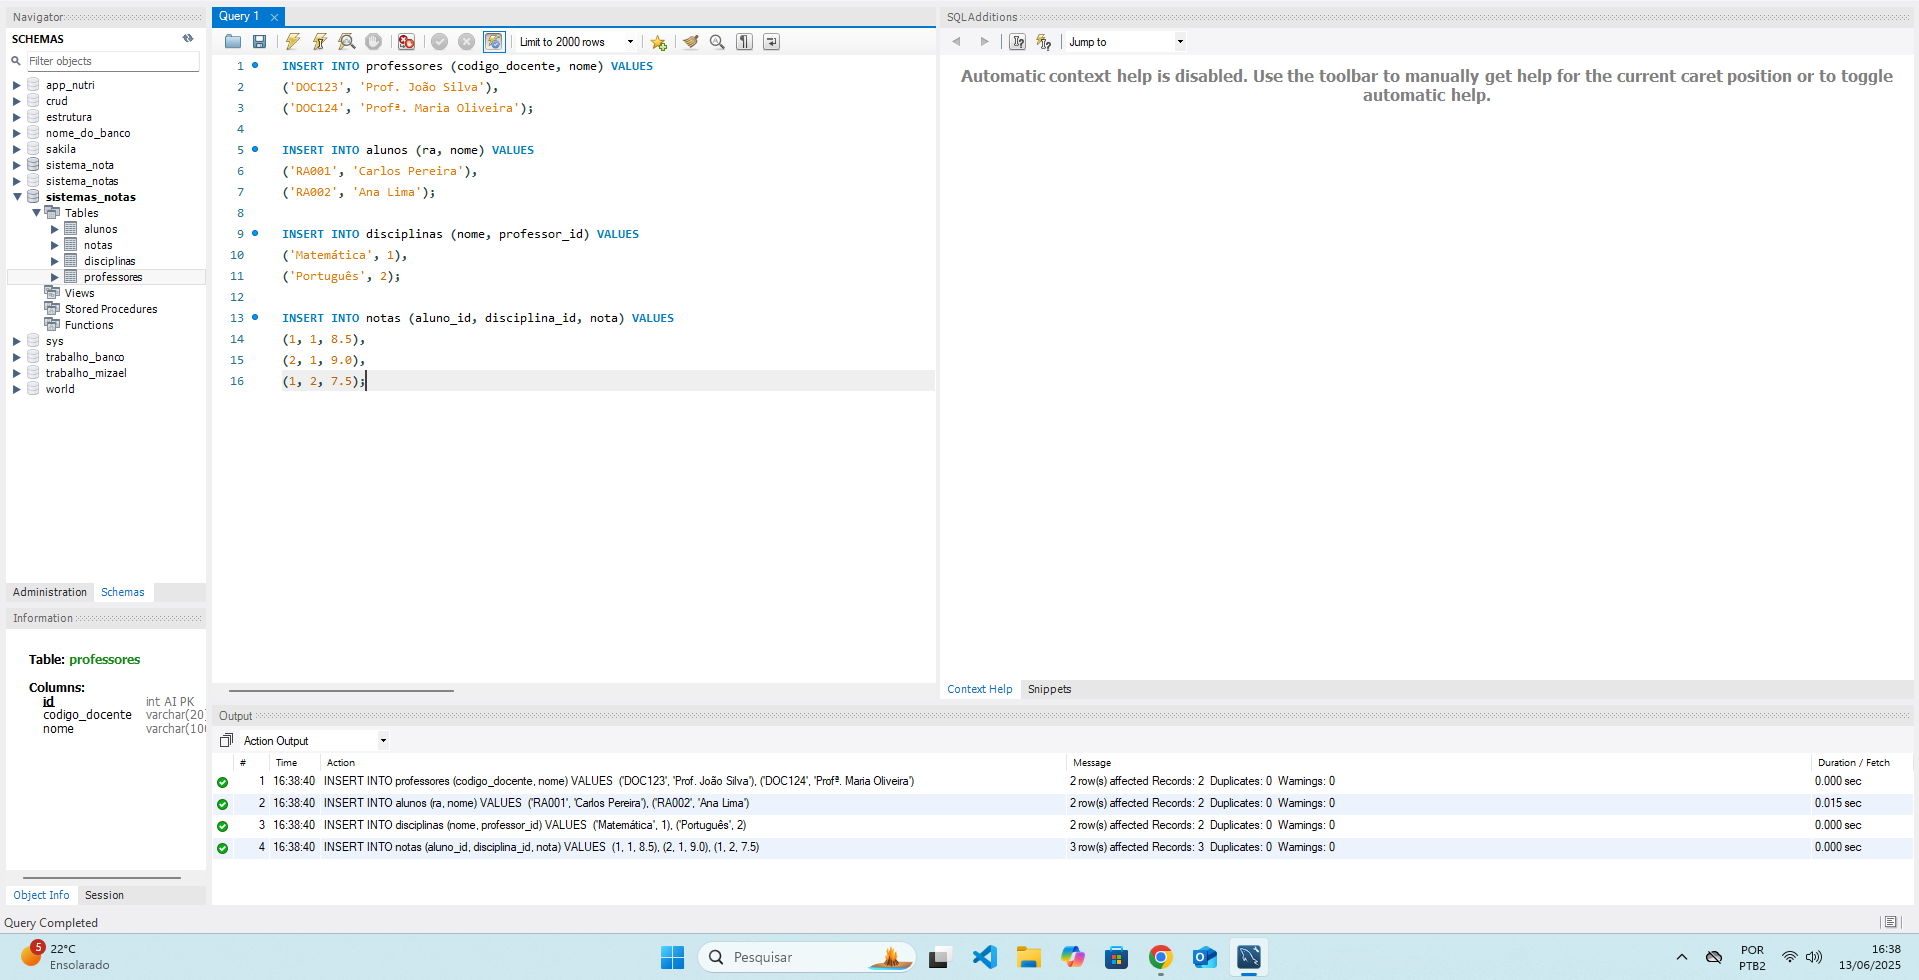 Navigator
SCHEMAS
Filter objects
app_nutri
crud
estrutura
nome_do_banco
sakila
sistema_nota
sistema_notas
sistemas_notas
Tables
alunos
notas
disciplinas
professores
Views
Stored Procedures
Functions
sys
trabalho_banco
trabalho_mizael
world
Administration Schemas
Information
Table: professores
Columns:
id int AI PK
codigo_docente varchar(20)
nome varchar(10
Object Info Session
Query Completed
Query 1
Limit to 2000 rows
1 INSERT INTO professores (codigo_docente, nome) VALUES
2 ('DOC123', 'Prof. João Silva'),
3 ('DOC124', 'Profª. Maria Oliveira');
4
5 INSERT INTO alunos (ra, nome) VALUES
6 ('RA001', 'Carlos Pereira'),
7 ('RA002', 'Ana Lima');
8
9 INSERT INTO disciplinas (nome, professor_id) VALUES
10 ('Matemática', 1),
11 ('Português', 2);
12
13 INSERT INTO notas (aluno_id, disciplina_id, nota) VALUES
14 (1, 1, 8.5),
15 (2, 1, 9.0),
16 (1, 2, 7.5);
SQLAdditions
Jump to
Automatic context help is disabled. Use the toolbar to manually get help for the current caret position or to toggle
automatic help.
Context Help Snippets
Output
Action Output
# Time Action Message Duration / Fetch
1 16:38:40 INSERT INTO professores (codigo_docente, nome) VALUES ('DOC123', 'Prof. João Silva'), ('DOC124', 'Profª. Maria Oliveira') 2 row(s) affected Records: 2 Duplicates: 0 Warnings: 0 0.000 sec
2 16:38:40 INSERT INTO alunos (ra, nome) VALUES ('RA001', 'Carlos Pereira'), ('RA002', 'Ana Lima') 2 row(s) affected Records: 2 Duplicates: 0 Warnings: 0 0.015 sec
3 16:38:40 INSERT INTO disciplinas (nome, professor_id) VALUES ('Matemática', 1), ('Português', 2) 2 row(s) affected Records: 2 Duplicates: 0 Warnings: 0 0.000 sec
4 16:38:40 INSERT INTO notas (aluno_id, disciplina_id, nota) VALUES (1, 1, 8.5), (2, 1, 9.0), (1, 2, 7.5) 3 row(s) affected Records: 3 Duplicates: 0 Warnings: 0 0.000 sec
5
22°C
Ensolarado
Pesquisar
POR
PTB2
16:38
13/06/2025